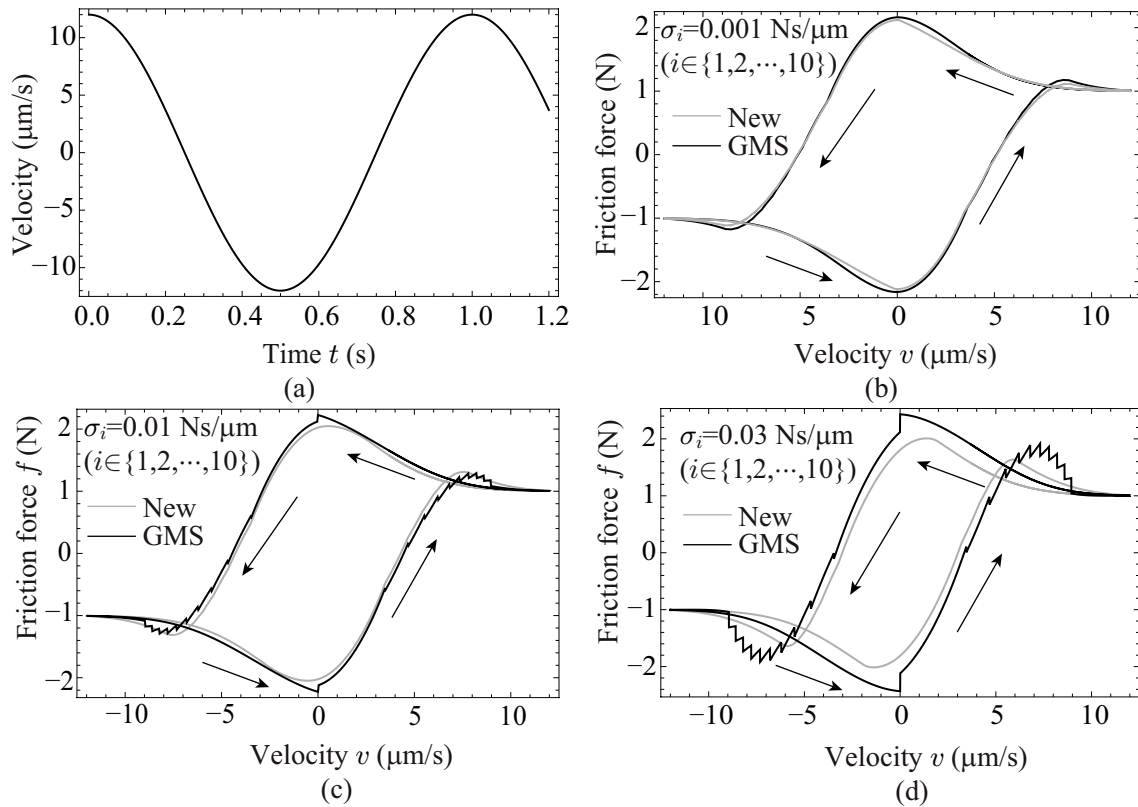 Velocity (μm/s)
10
5
0
−5
−10
0.0 0.2 0.4 0.6 0.8 1.0 1.2
Time t (s)
(a)
Friction force (N)
2
1
0
−1
−2
σi=0.001 Ns/μm
(i∈{1,2,⋯,10})
New
GMS
10 5 0 5 10
Velocity v (μm/s)
(b)
Friction force f (N)
2
1
0
−1
−2
σi=0.01 Ns/μm
(i∈{1,2,⋯,10})
New
GMS
−10 −5 0 5 10
Velocity v (μm/s)
(c)
Friction force f (N)
2
1
0
−1
−2
σi=0.03 Ns/μm
(i∈{1,2,⋯,10})
New
GMS
−10 −5 0 5 10
Velocity v (μm/s)
(d)